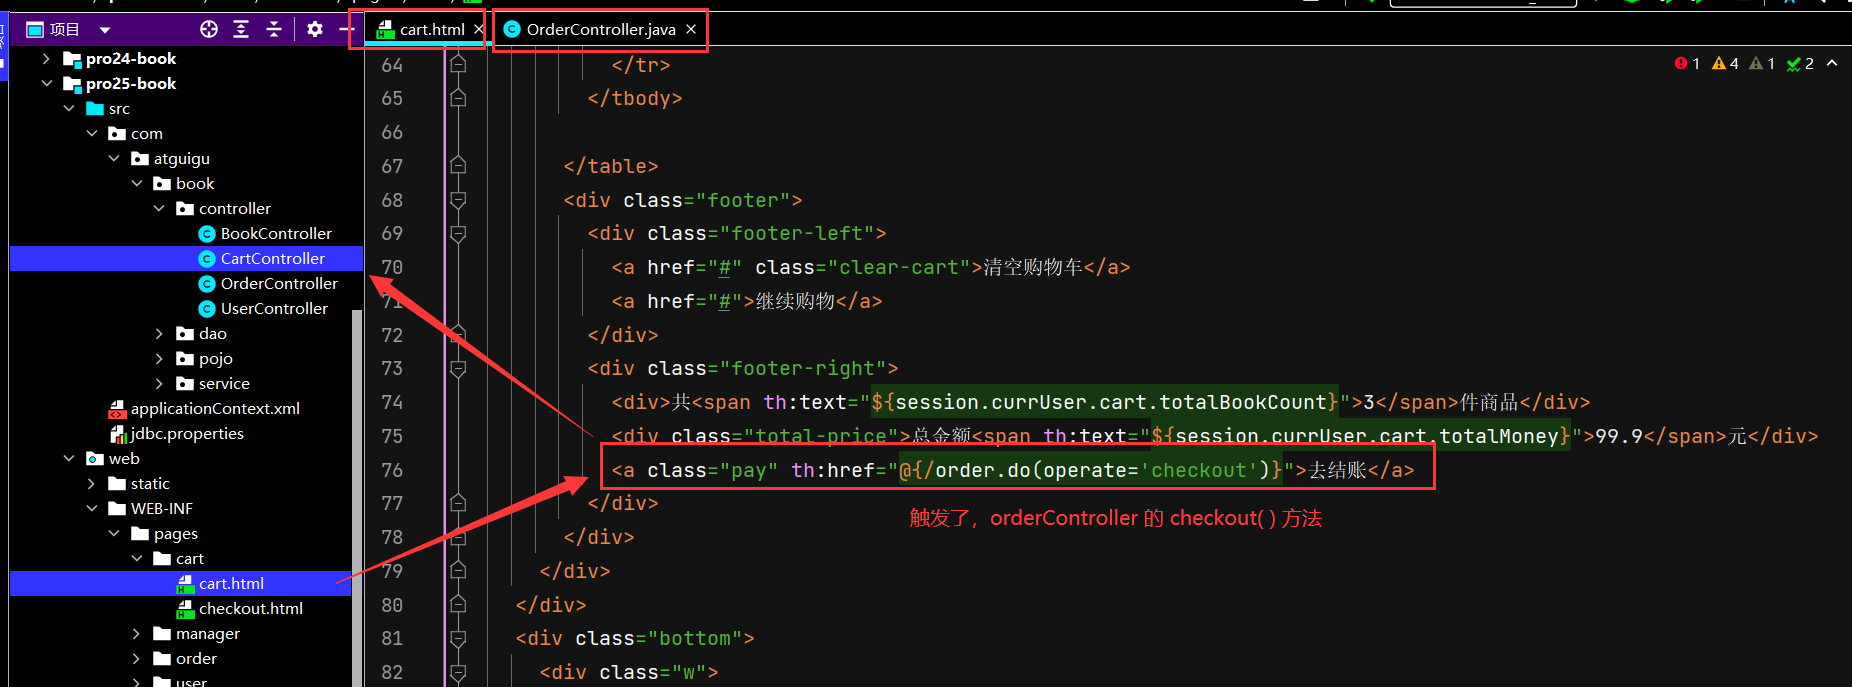 项目
cart.html
OrderController.java
1 4 1 2
pro24-book
pro25-book
src
com
atguigu
book
controller
BookController
CartController
OrderController
UserController
dao
pojo
service
applicationContext.xml
jdbc.properties
web
static
WEB-INF
pages
cart
cart.html
checkout.html
manager
order
user
64 </tr>
65 </tbody>
66
67 </table>
68 <div class="footer">
69 <div class="footer-left">
70 <a href="#" class="clear-cart">清空购物车</a>
71 <a href="#">继续购物</a>
72 </div>
73 <div class="footer-right">
74 <div>共<span th:text="${session.currUser.cart.totalBookCount}">3</span>件商品</div>
75 <div class="total-price">总金额<span th:text="${session.currUser.cart.totalMoney}">99.9</span>元</div>
76 <a class="pay" th:href="@{/order.do(operate='checkout')}">去结账</a>
77 </div>
触发了，orderController 的 checkout( ) 方法
78 </div>
79 </div>
80 </div>
81 <div class="bottom">
82 <div class="w">